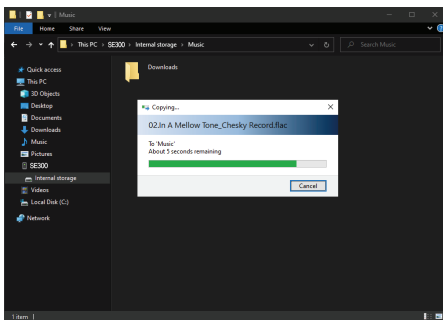 Music
File Home Share View
This PC › SE300 › Internal storage › Music
Search Music
Quick access
This PC
3D Objects
Desktop
Documents
Downloads
Music
Pictures
SE300
Internal storage
Videos
Local Disk (C:)
Network
Downloads
Copying...
02.In A Mellow Tone_Chesky Record.flac
To 'Music'
About 5 seconds remaining
Cancel
1 item